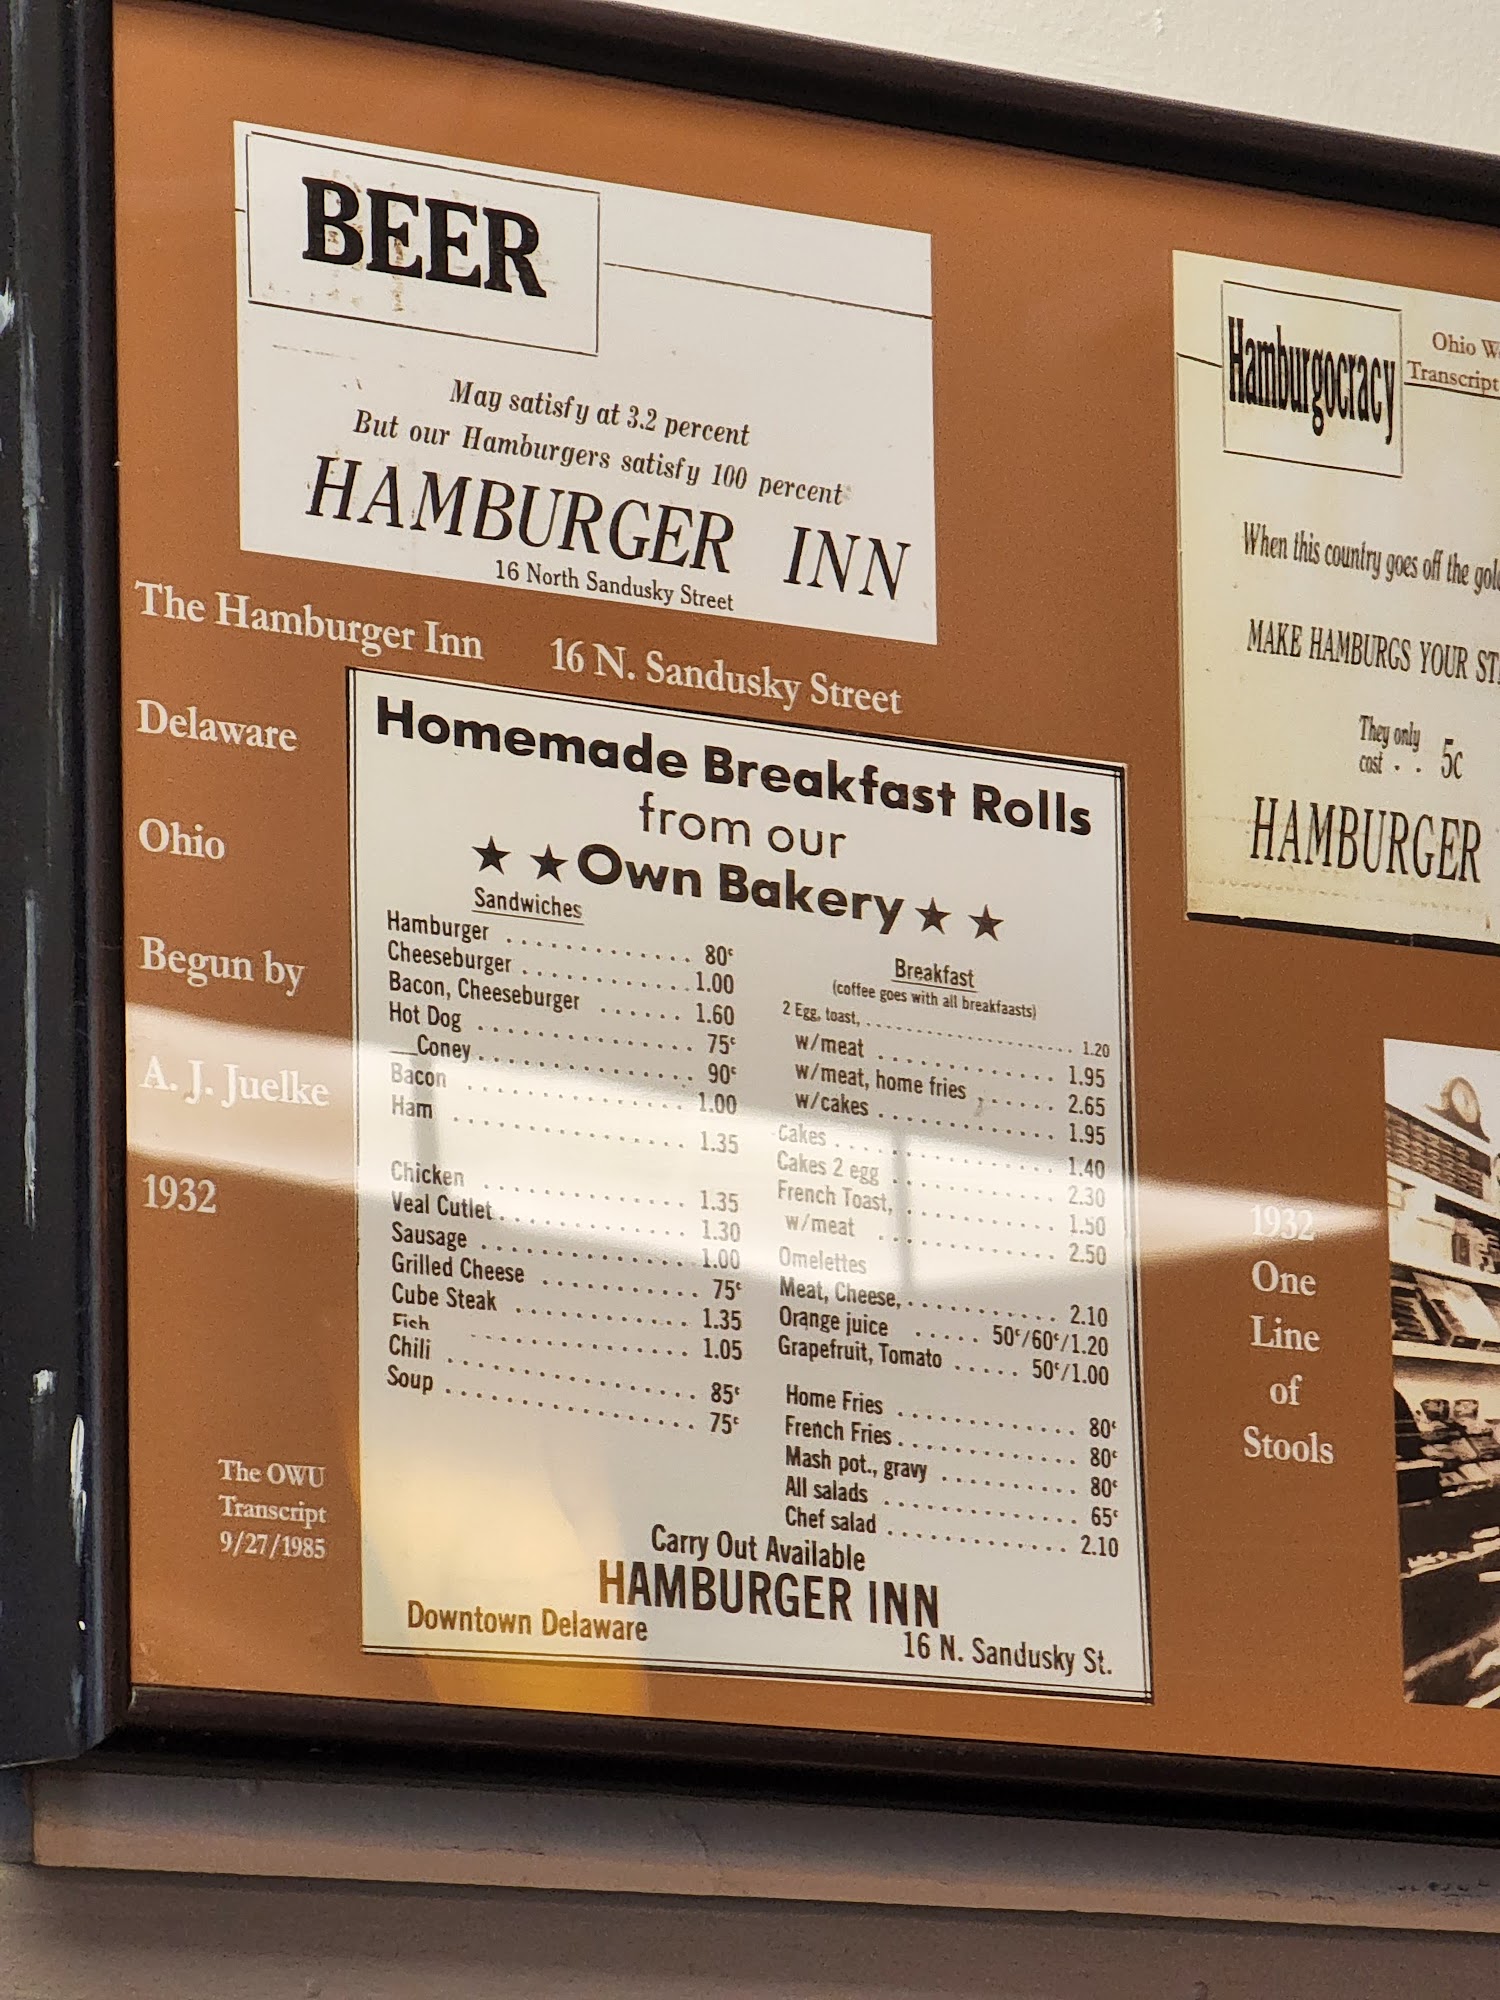 BEER
May satisfy at 3.2 percent
But our Hamburgers satisfy 100 percent
HAMBURGER INN
16 North Sandusky Street
Hamburgocracy
Ohio
Transcript
When this country goes off the
MAKE HAMBURGS YOUR
They only
cost . . 5c
HAMBURGER
The Hamburger Inn 16 N. Sandusky Street
Delaware
Ohio
Begun by
A. J. Juelke
1932
The OWU
Transcript
9/27/1985
Homemade Breakfast Rolls
from our
★ ★ Own Bakery ★ ★
Sandwiches
Hamburger . . . . . . . . . . . . 80¢
Cheeseburger . . . . . . . . . . . 1.00
Bacon, Cheeseburger . . . . . . 1.60
Hot Dog . . . . . . . . . . . . . . 75¢
__Coney . . . . . . . . . . . . . . 90¢
Bacon . . . . . . . . . . . . . . 1.00
Ham . . . . . . . . . . . . . . . 1.35
Chicken . . . . . . . . . . . . . 1.35
Veal Cutlet . . . . . . . . . . . . 1.30
Sausage . . . . . . . . . . . . . 1.00
Grilled Cheese . . . . . . . . . . 75¢
Cube Steak . . . . . . . . . . . 1.35
Fish . . . . . . . . . . . . . . 1.05
Chili . . . . . . . . . . . . . . . . 85¢
Soup . . . . . . . . . . . . . . . . 75¢
Breakfast
(coffee goes with all breakfaasts)
2 Egg, toast, . . . . . . . . . . . . . . 1.20
w/meat . . . . . . . . . . . 1.95
w/meat, home fries . . . . . . 2.65
w/cakes . . . . . . . . . . . 1.95
Cakes . . . . . . . . . . . . . . 1.40
Cakes 2 egg . . . . . . . . . . 2.30
French Toast, . . . . . . . . . . 1.50
w/meat . . . . . . . . . . . 2.50
Omelettes
Meat, Cheese, . . . . . . . . . . . 2.10
Orange juice . . . . . 50¢/60¢/1.20
Grapefruit, Tomato . . . . . 50¢/1.00
Home Fries . . . . . . . . . . . 80¢
French Fries . . . . . . . . . . . 80¢
Mash pot., gravy . . . . . . . . . 80¢
All salads . . . . . . . . . . . . 65¢
Chef salad . . . . . . . . . . . 2.10
Carry Out Available
HAMBURGER INN
Downtown Delaware
16 N. Sandusky St.
1932
One
Line
of
Stools